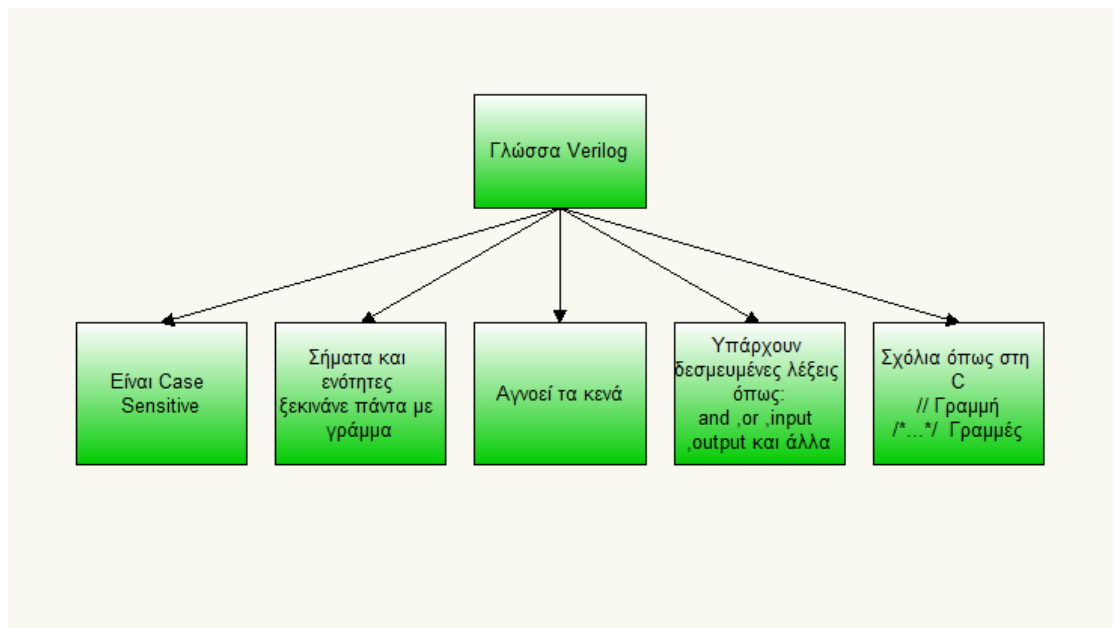 Γλώσσα Verilog
Είναι Case
Sensitive
Σήματα και
ενότητες
ξεκινάνε πάντα με
γράμμα
Αγνοεί τα κενά
Υπάρχουν
δεσμευμένες λέξεις
όπως:
and ,or ,input
,output και άλλα
Σχόλια όπως στη
C
// Γραμμή
/*...*/ Γραμμές